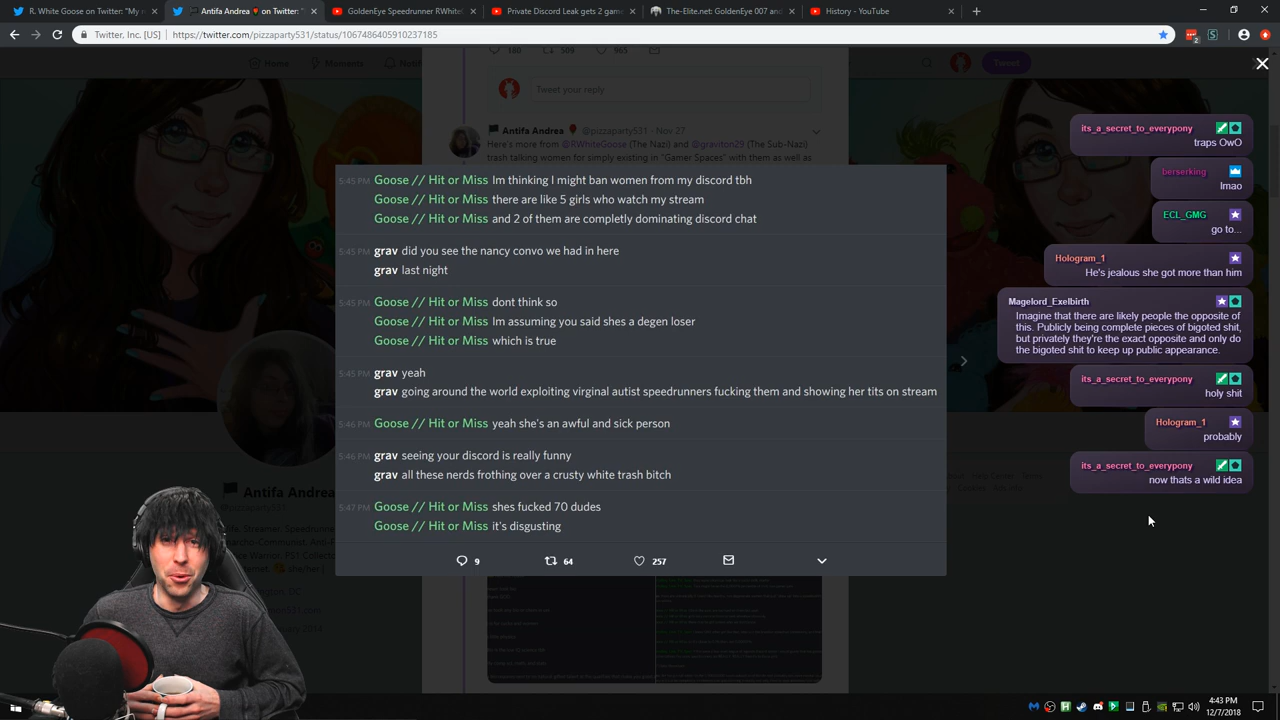 R. White Goose on Twitter: "My n
Antifa Andrea on Twitter: "
GoldenEye Speedrunner RWhite
Private Discord Leak gets 2 game
The-Elite.net: GoldenEye 007 and
History - YouTube
Twitter, Inc. [US]
https://twitter.com/pizzaparty531/status/1067486405910237185
Home
Moments
Tweet
180
509
965
Tweet your reply
Antifa Andrea @pizzaparty531 - Nov 27
Here's more from @RWhiteGoose (The Nazi) and @graviton29 (The Sub-Nazi)
trash talking women for simply existing in "Gamer Spaces" with them as well as
5:45 PM Goose // Hit or Miss Im thinking I might ban women from my discord tbh
Goose // Hit or Miss there are like 5 girls who watch my stream
Goose // Hit or Miss and 2 of them are completly dominating discord chat
grav did you see the nancy convo we had in here
grav last night
5:45 PM Goose // Hit or Miss dont think so
Goose // Hit or Miss Im assuming you said shes a degen loser
Goose // Hit or Miss which is true
5:45 PM grav yeah
grav going around the world exploiting virginal autist speedrunners fucking them and showing her tits on stream
5:46 PM Goose // Hit or Miss yeah she's an awful and sick person
5:46 PM grav seeing your discord is really funny
grav all these nerds frothing over a crusty white trash bitch
5:47 PM Goose // Hit or Miss shes fucked 70 dudes
Goose // Hit or Miss it's disgusting
9
64
257
its_a_secret_to_everypony
traps OwO
berserking
lmao
ECL_GMG
go to...
Hologram_1
He's jealous she got more than him
Magelord_Exelbirth
Imagine that there are likely people the opposite of
this. Publicly being complete pieces of bigoted shit,
but privately they're the exact opposite and only do
the bigoted shit to keep up public appearance.
its_a_secret_to_everypony
holy shit
Hologram_1
probably
its_a_secret_to_everypony
now thats a wild idea
Antifa Andrea
4:43 PM
12/7/2018